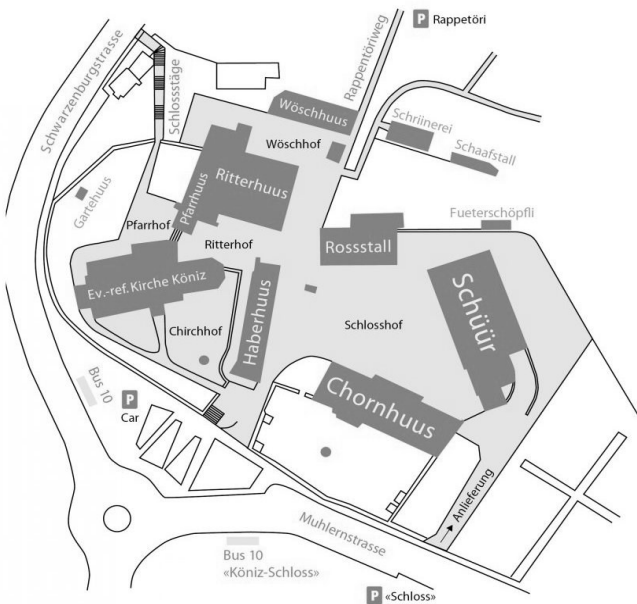 P Rappetöri
Rappentöriweg
Schwarzenburgstrasse
Schlossstäge
Wöschhuus
Wöschhof
Schriinerei
Schaafstall
Gartehuus
Pfarrhuus
Ritterhuus
Pfarrhof
Ritterhof
Rossstall
Fueterschöpfli
Ev.-ref. Kirche Köniz
Haberhuus
Schlosshof
Schüür
Chirchhof
Chornhuus
Bus 10
P
Car
Anlieferung
Muhlernstrasse
Bus 10
«Köniz-Schloss»
P «Schloss»